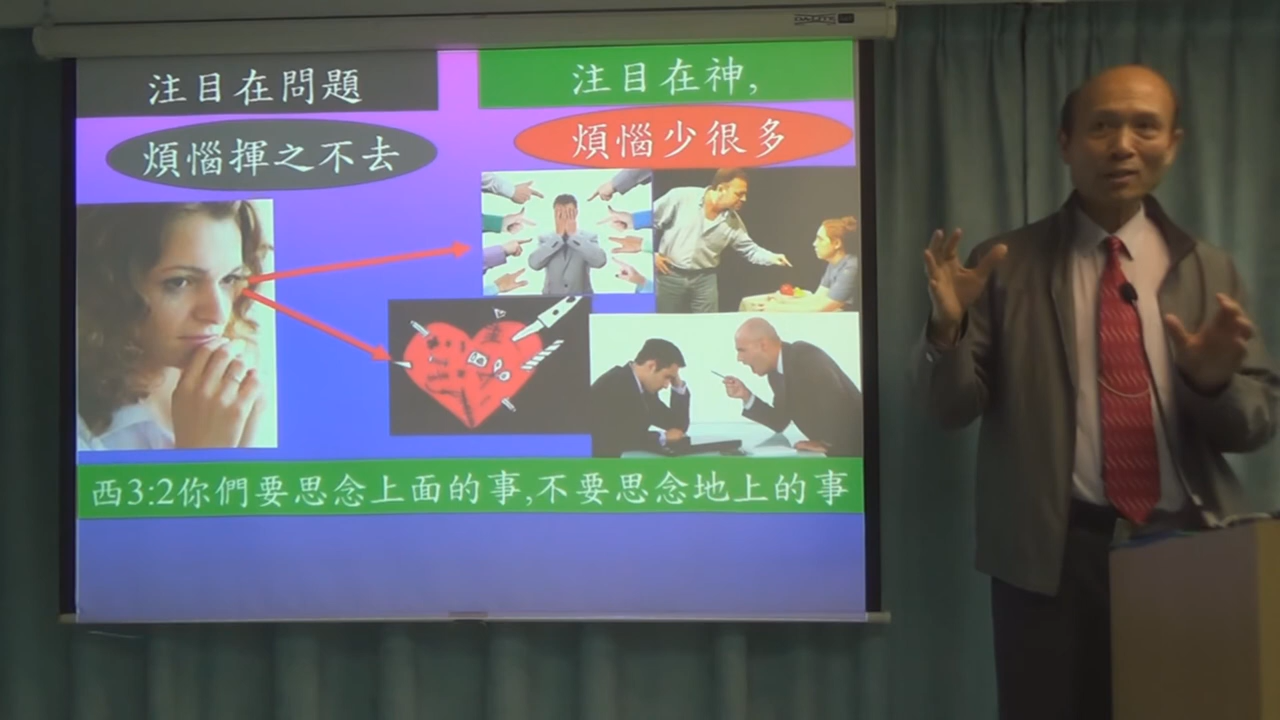 注目在問題
煩惱揮之不去
注目在神,
煩惱少很多
西3:2你們要思念上面的事,不要思念地上的事